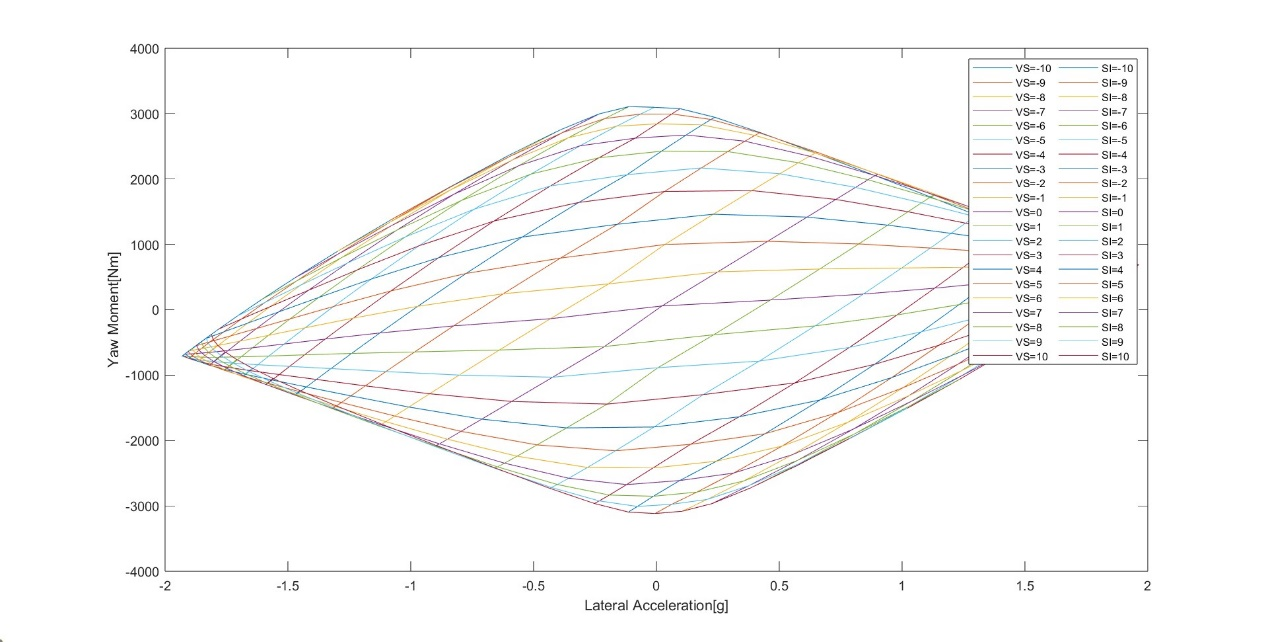 4000
3000
2000
1000
0
-1000
-2000
-3000
-4000
Yaw Moment[Nm]
VS=-10 SI=-10
VS=-9 SI=-9
VS=-8 SI=-8
VS=-7 SI=-7
VS=-6 SI=-6
VS=-5 SI=-5
VS=-4 SI=-4
VS=-3 SI=-3
VS=-2 SI=-2
VS=-1 SI=-1
VS=0 SI=0
VS=1 SI=1
VS=2 SI=2
VS=3 SI=3
VS=4 SI=4
VS=5 SI=5
VS=6 SI=6
VS=7 SI=7
VS=8 SI=8
VS=9 SI=9
VS=10 SI=10
-2 -1.5 -1 -0.5 0 0.5 1 1.5 2
Lateral Acceleration[g]